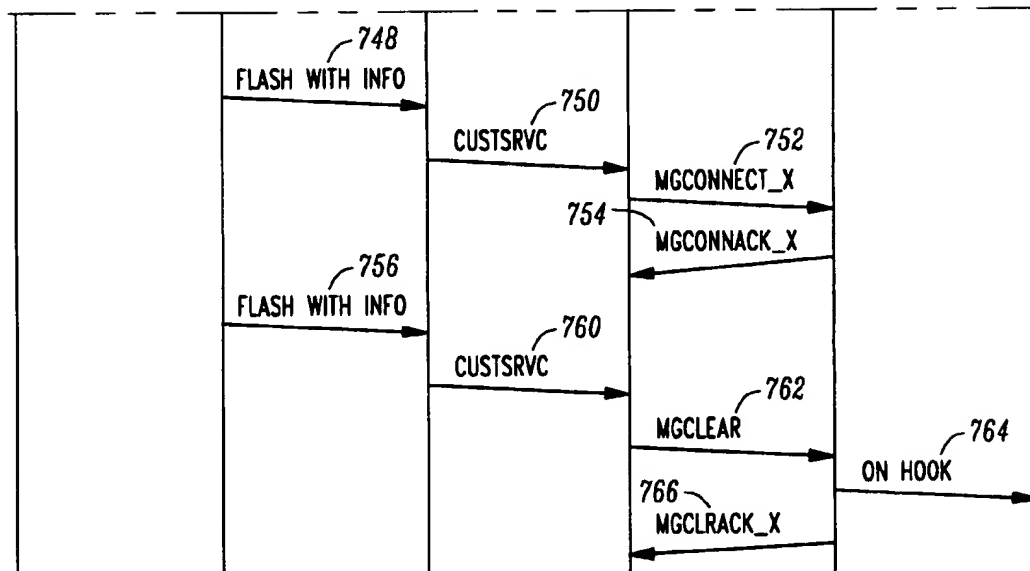 748
FLASH WITH INFO
750
CUSTSRVC
752
MGCONNECT_X
754
MGCONNACK_X
756
FLASH WITH INFO
760
CUSTSRVC
762
MGCLEAR
764
ON HOOK
766
MGCLRACK_X